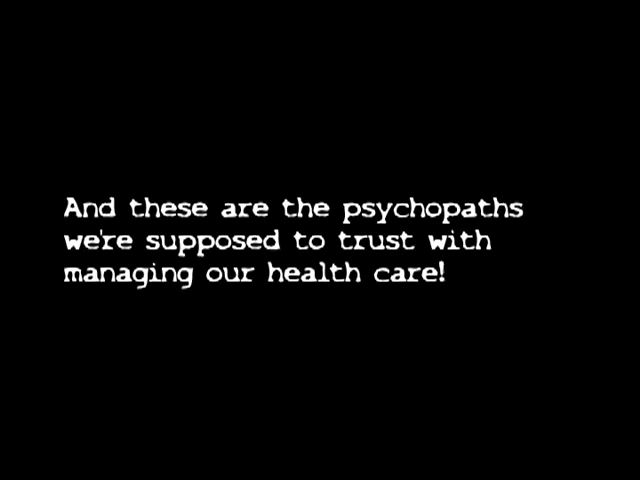 And these are the psychopaths
we're supposed to trust with
managing our health care!